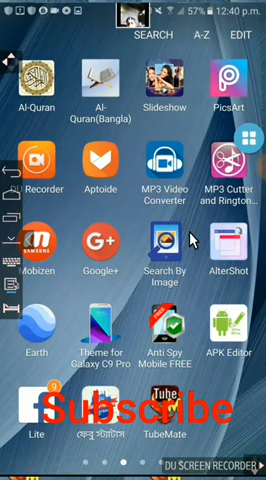 57% 12:40 p.m.
SEARCH A-Z EDIT
Al-Quran
Al-Quran(Bangla)
Slideshow
PicsArt
DU Recorder
Aptoide
MP3 Video Converter
MP3 Cutter and Rington...
Mobizen
Google+
Search By Image
AlterShot
Earth
Theme for Galaxy C9 Pro
Anti Spy Mobile FREE
APK Editor
9
Lite
ফেবু স্ট্যাটাস
TubeMate
Subscribe
DU SCREEN RECORDER